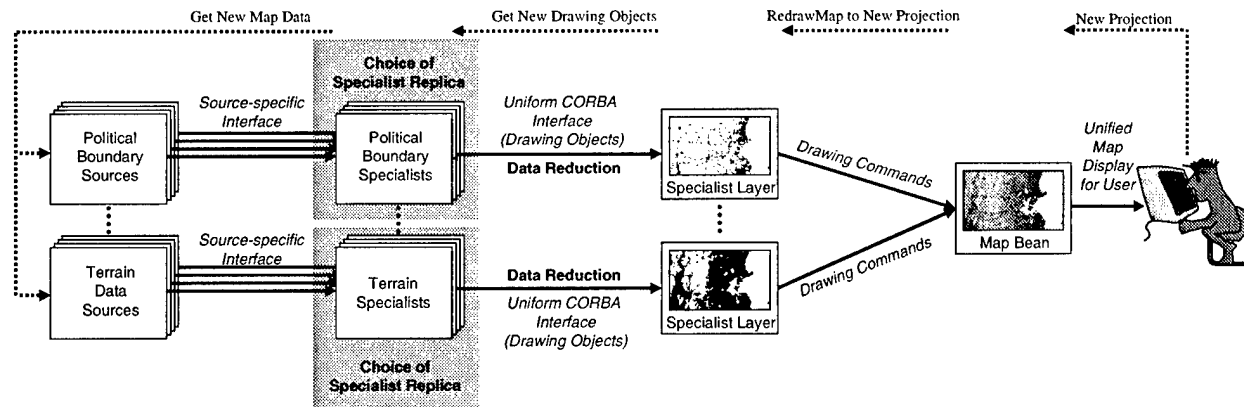 Get New Map Data
Get New Drawing Objects
RedrawMap to New Projection
New Projection
Choice of
Specialist Replica
Source-specific
Interface
Political
Boundary
Sources
Political
Boundary
Specialists
Uniform CORBA
Interface
(Drawing Objects)
Data Reduction
Specialist Layer
Drawing Commands
Unified
Map
Display
for User
Map Bean
Source-specific
Interface
Terrain
Data
Sources
Terrain
Specialists
Data Reduction
Uniform CORBA
Interface
(Drawing Objects)
Specialist Layer
Drawing Commands
Choice of
Specialist Replica